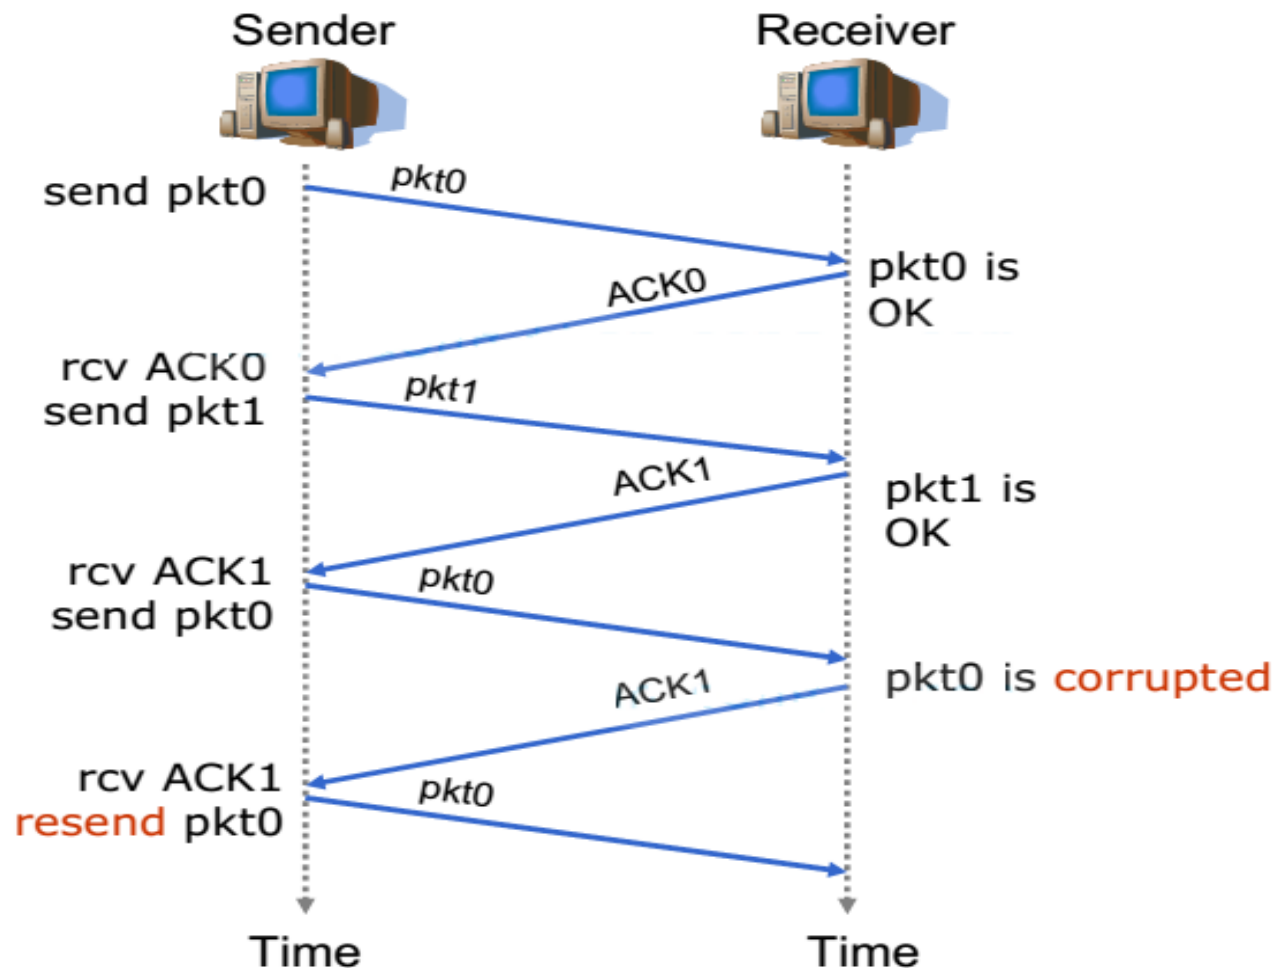 Sender
Receiver
send pkt0
pkt0
pkt0 is
OK
ACK0
rcv ACK0
send pkt1
pkt1
ACK1
pkt1 is
OK
rcv ACK1
send pkt0
pkt0
pkt0 is corrupted
ACK1
rcv ACK1
resend pkt0
pkt0
Time
Time